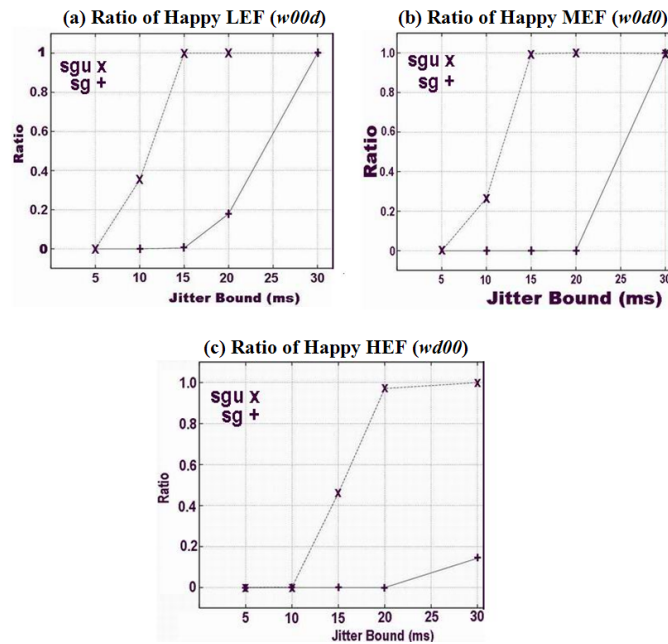 (a) Ratio of Happy LEF (w00d)
sgu x
sg +
1
0.8
0.6
0.4
0.2
0
Ratio
5 10 15 20 25 30
Jitter Bound (ms)
(b) Ratio of Happy MEF (w0d0)
sgu x
sg +
1.0
0.8
0.6
0.4
0.2
0
Ratio
5 10 15 20 25 30
Jitter Bound (ms)
(c) Ratio of Happy HEF (wd00)
sgu x
sg +
1.0
0.8
0.6
0.4
0.2
0
Ratio
5 10 15 20 25 30
Jitter Bound (ms)